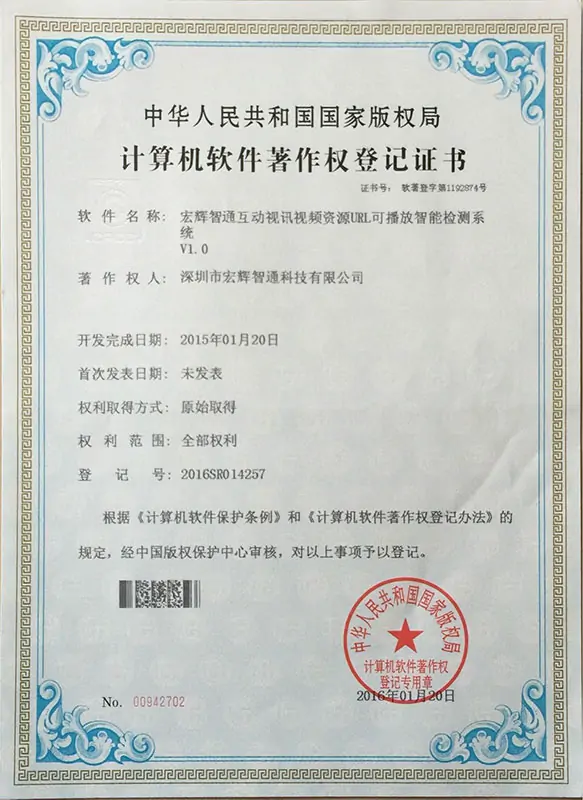 中华人民共和国国家版权局
计算机软件著作权登记证书
证书号： 软著登字第1192874号
软件名称： 宏辉智通互动视讯视频资源URL可播放智能检测系
统
V1.0
著作权人： 深圳市宏辉智通科技有限公司
开发完成日期： 2015年01月20日
首次发表日期： 未发表
权利取得方式： 原始取得
权利范围： 全部权利
登记号： 2016SR014257
根据《计算机软件保护条例》和《计算机软件著作权登记办法》的
规定，经中国版权保护中心审核，对以上事项予以登记。
中华人民共和国国家版权局
计算机软件著作权
登记专用章
2016年01月20日
No. 00942702